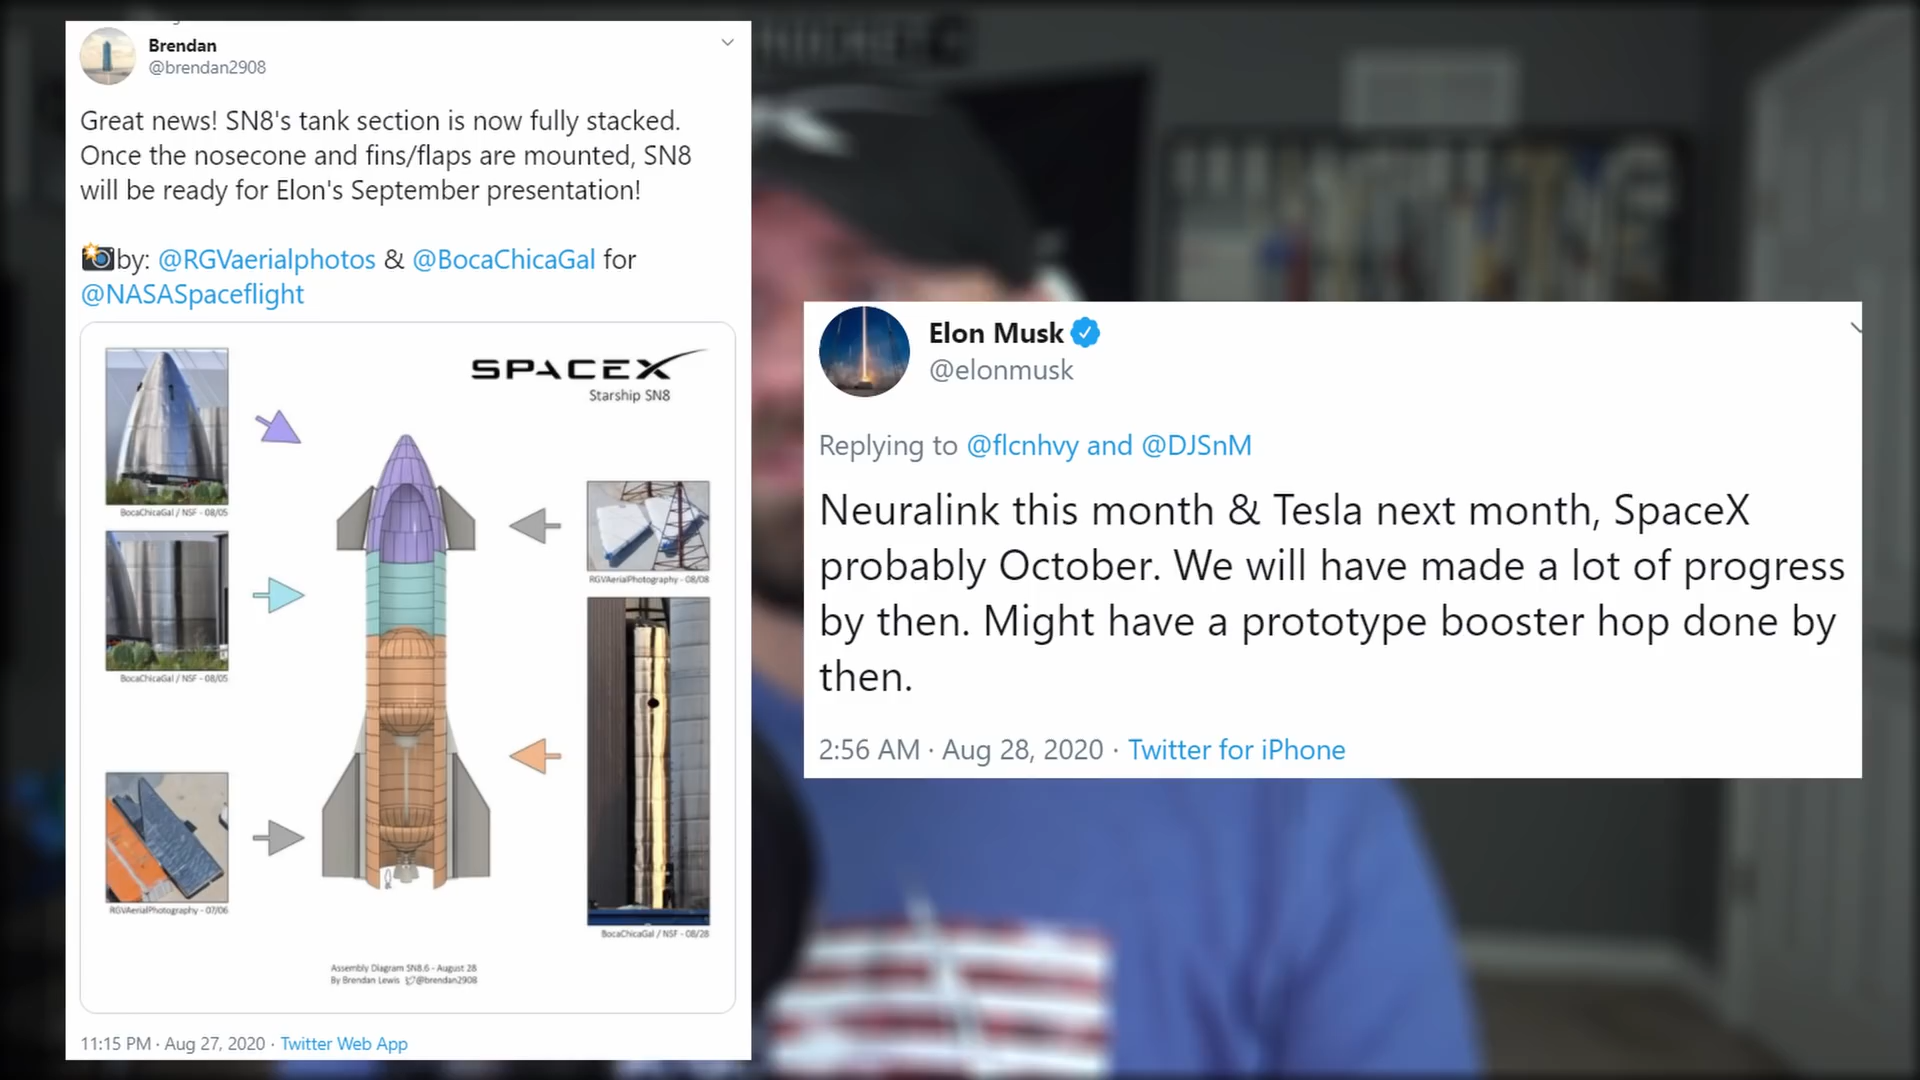 Brendan
@brendan2908
Great news! SN8's tank section is now fully stacked.
Once the nosecone and fins/flaps are mounted, SN8
will be ready for Elon's September presentation!
by: @RGVaerialphotos & @BocaChicaGal for
@NASASpaceflight
SPACEX
Starship SN8
BocaChicaGal / NSF - 08/05
RGVAerialPhotography - 08/08
BocaChicaGal / NSF - 08/05
RGVAerialPhotography - 07/06
BocaChicaGal / NSF - 08/28
Assembly Diagram SN8.6 - August 28
By Brendan Lewis @brendan2908
11:15 PM · Aug 27, 2020 · Twitter Web App
Elon Musk
@elonmusk
Replying to @flcnhvy and @DJSnM
Neuralink this month & Tesla next month, SpaceX
probably October. We will have made a lot of progress
by then. Might have a prototype booster hop done by
then.
2:56 AM · Aug 28, 2020 · Twitter for iPhone